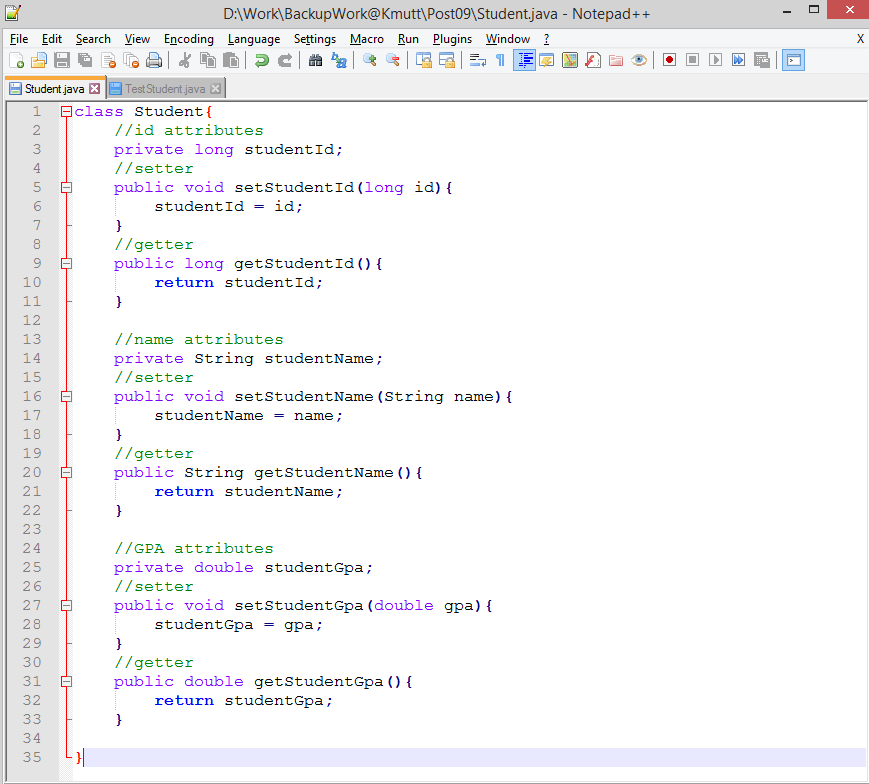 D:\Work\BackupWork@Kmutt\Post09\Student.java - Notepad++
File Edit Search View Encoding Language Settings Macro Run Plugins Window ? X
Student.java TestStudent.java
1 class Student{
2 //id attributes
3 private long studentId;
4 //setter
5 public void setStudentId(long id){
6 studentId = id;
7 }
8 //getter
9 public long getStudentId(){
10 return studentId;
11 }
12
13 //name attributes
14 private String studentName;
15 //setter
16 public void setStudentName(String name){
17 studentName = name;
18 }
19 //getter
20 public String getStudentName(){
21 return studentName;
22 }
23
24 //GPA attributes
25 private double studentGpa;
26 //setter
27 public void setStudentGpa(double gpa){
28 studentGpa = gpa;
29 }
30 //getter
31 public double getStudentGpa(){
32 return studentGpa;
33 }
34
35 }